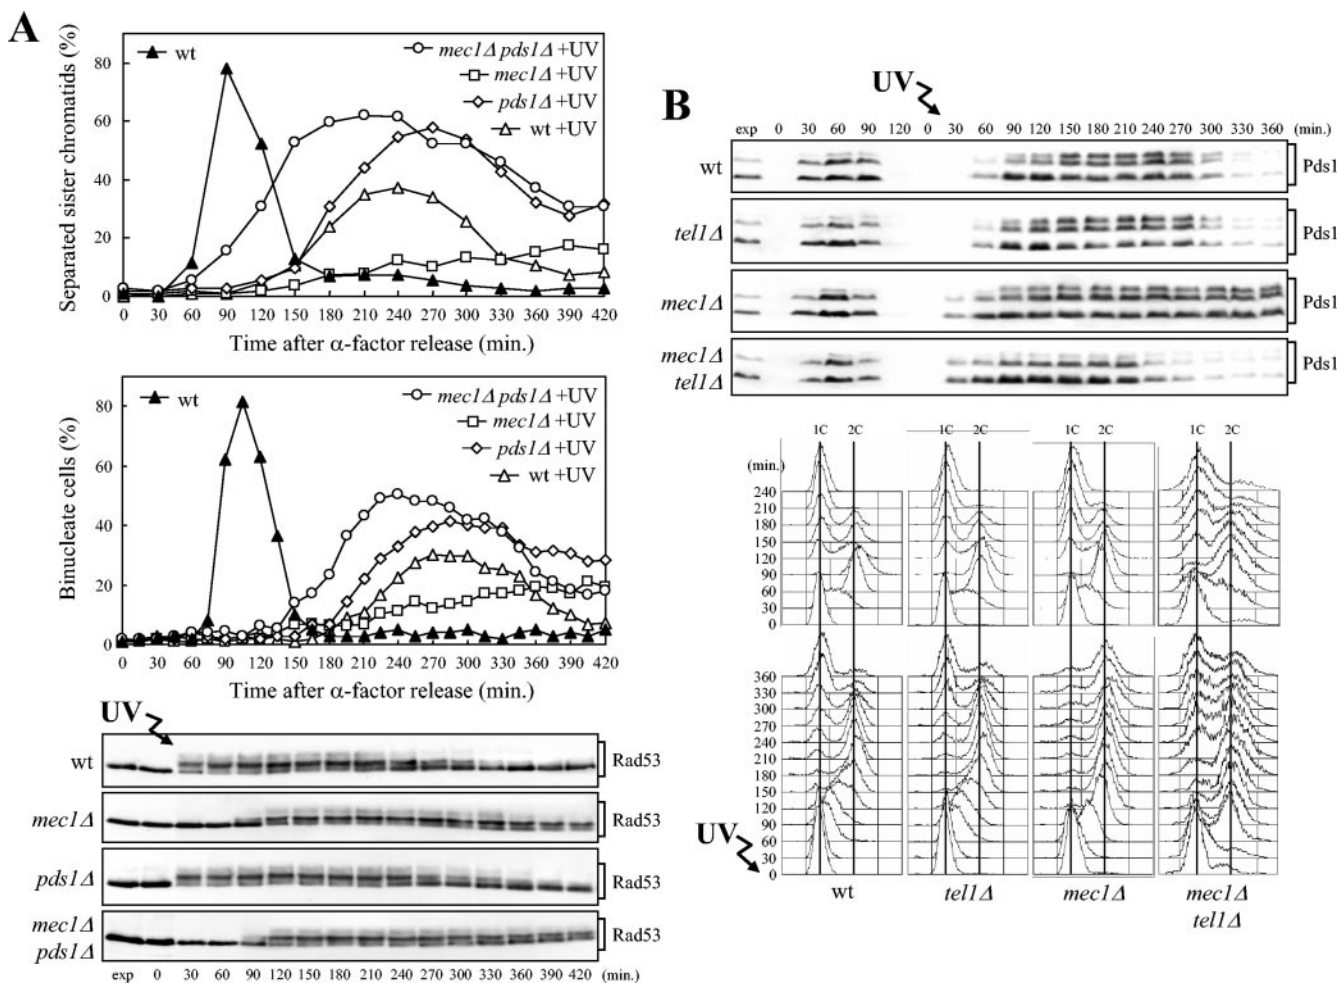 A
wt
mec1Δ pds1Δ +UV
mec1Δ +UV
pds1Δ +UV
wt +UV
Separated sister chromatids (%)
80
60
40
20
0
0 30 60 90 120 150 180 210 240 270 300 330 360 390 420
Time after α-factor release (min.)
wt
mec1Δ pds1Δ +UV
mec1Δ +UV
pds1Δ +UV
wt +UV
Binucleate cells (%)
80
60
40
20
0
0 30 60 90 120 150 180 210 240 270 300 330 360 390 420
Time after α-factor release (min.)
UV
wt Rad53
mec1Δ Rad53
pds1Δ Rad53
mec1Δ
pds1Δ Rad53
exp 0 30 60 90 120 150 180 210 240 270 300 330 360 390 420 (min.)
B
UV
exp 0 30 60 90 120 0 30 60 90 120 150 180 210 240 270 300 330 360 (min.)
wt Pds1
tel1Δ Pds1
mec1Δ Pds1
mec1Δ
tel1Δ Pds1
1C 2C 1C 2C 1C 2C 1C 2C
(min.)
240
210
180
150
120
90
60
30
0
360
330
300
270
240
210
180
150
120
90
60
30
0
UV
wt tel1Δ mec1Δ mec1Δ
tel1Δ